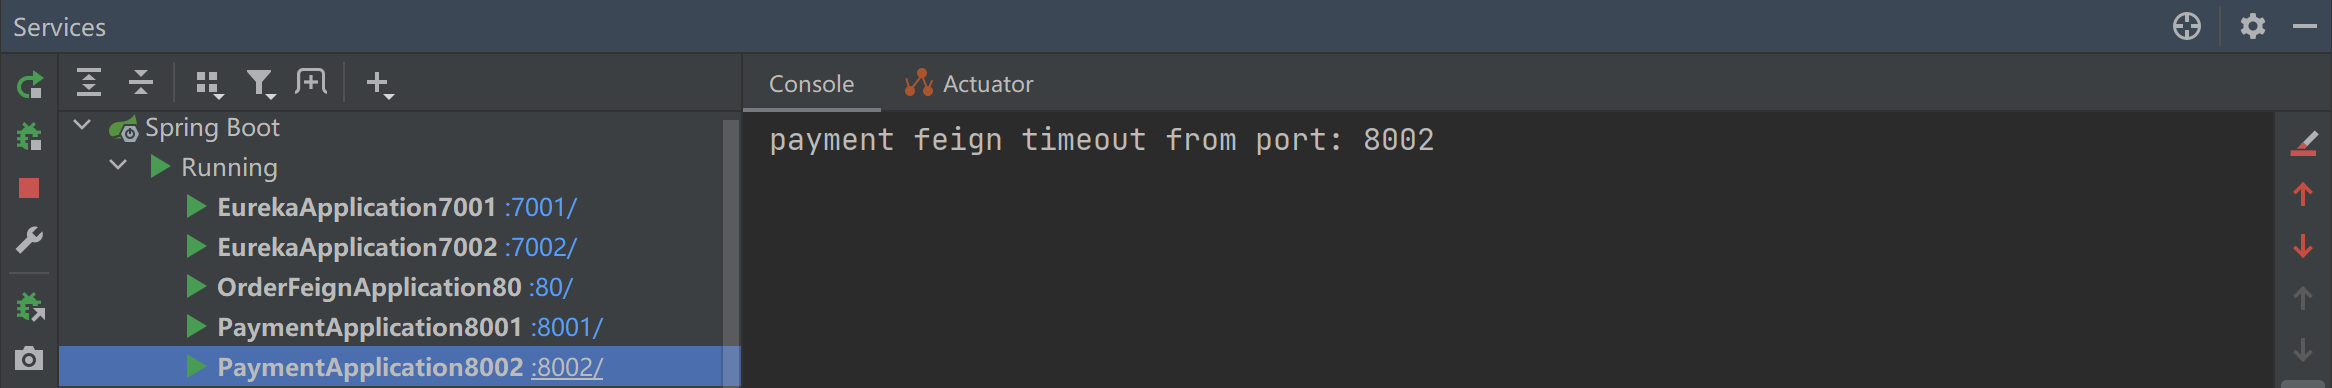 Services
Console Actuator
Spring Boot
payment feign timeout from port: 8002
Running
EurekaApplication7001 :7001/
EurekaApplication7002 :7002/
OrderFeignApplication80 :80/
PaymentApplication8001 :8001/
PaymentApplication8002 :8002/